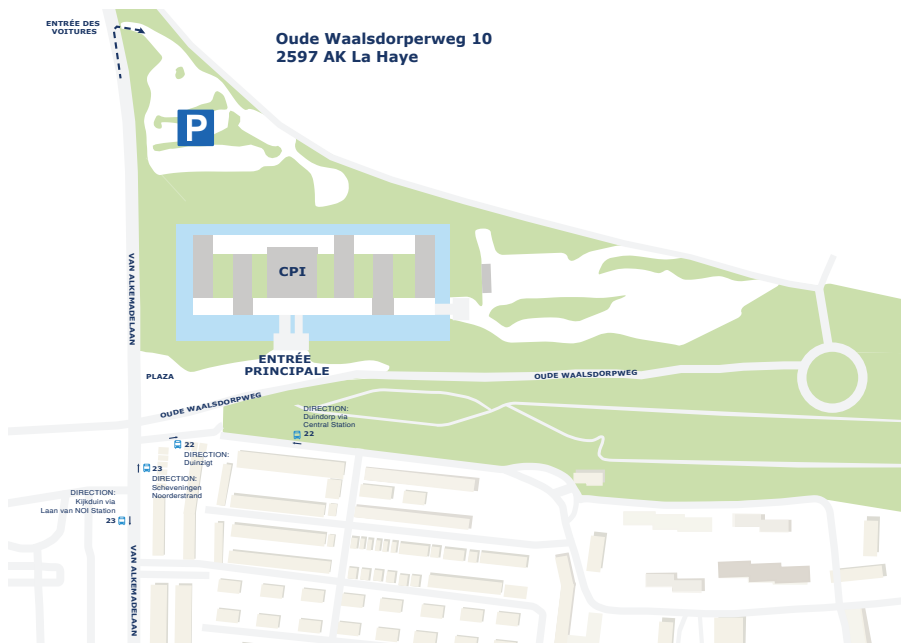 ENTRÉE DES
VOITURES
Oude Waalsdorperweg 10
2597 AK La Haye
P
CPI
VAN ALKEMADELAAN
ENTRÉE
PRINCIPALE
PLAZA
OUDE WAALSDORPWEG
OUDE WAALSDORPWEG
DIRECTION:
Duindorp via
Central Station
22
22
DIRECTION:
Duinzigt
23
DIRECTION:
Scheveningen
Noorderstrand
DIRECTION:
Kijkduin via
Laan van NOI Station
23
VAN ALKEMADELAAN